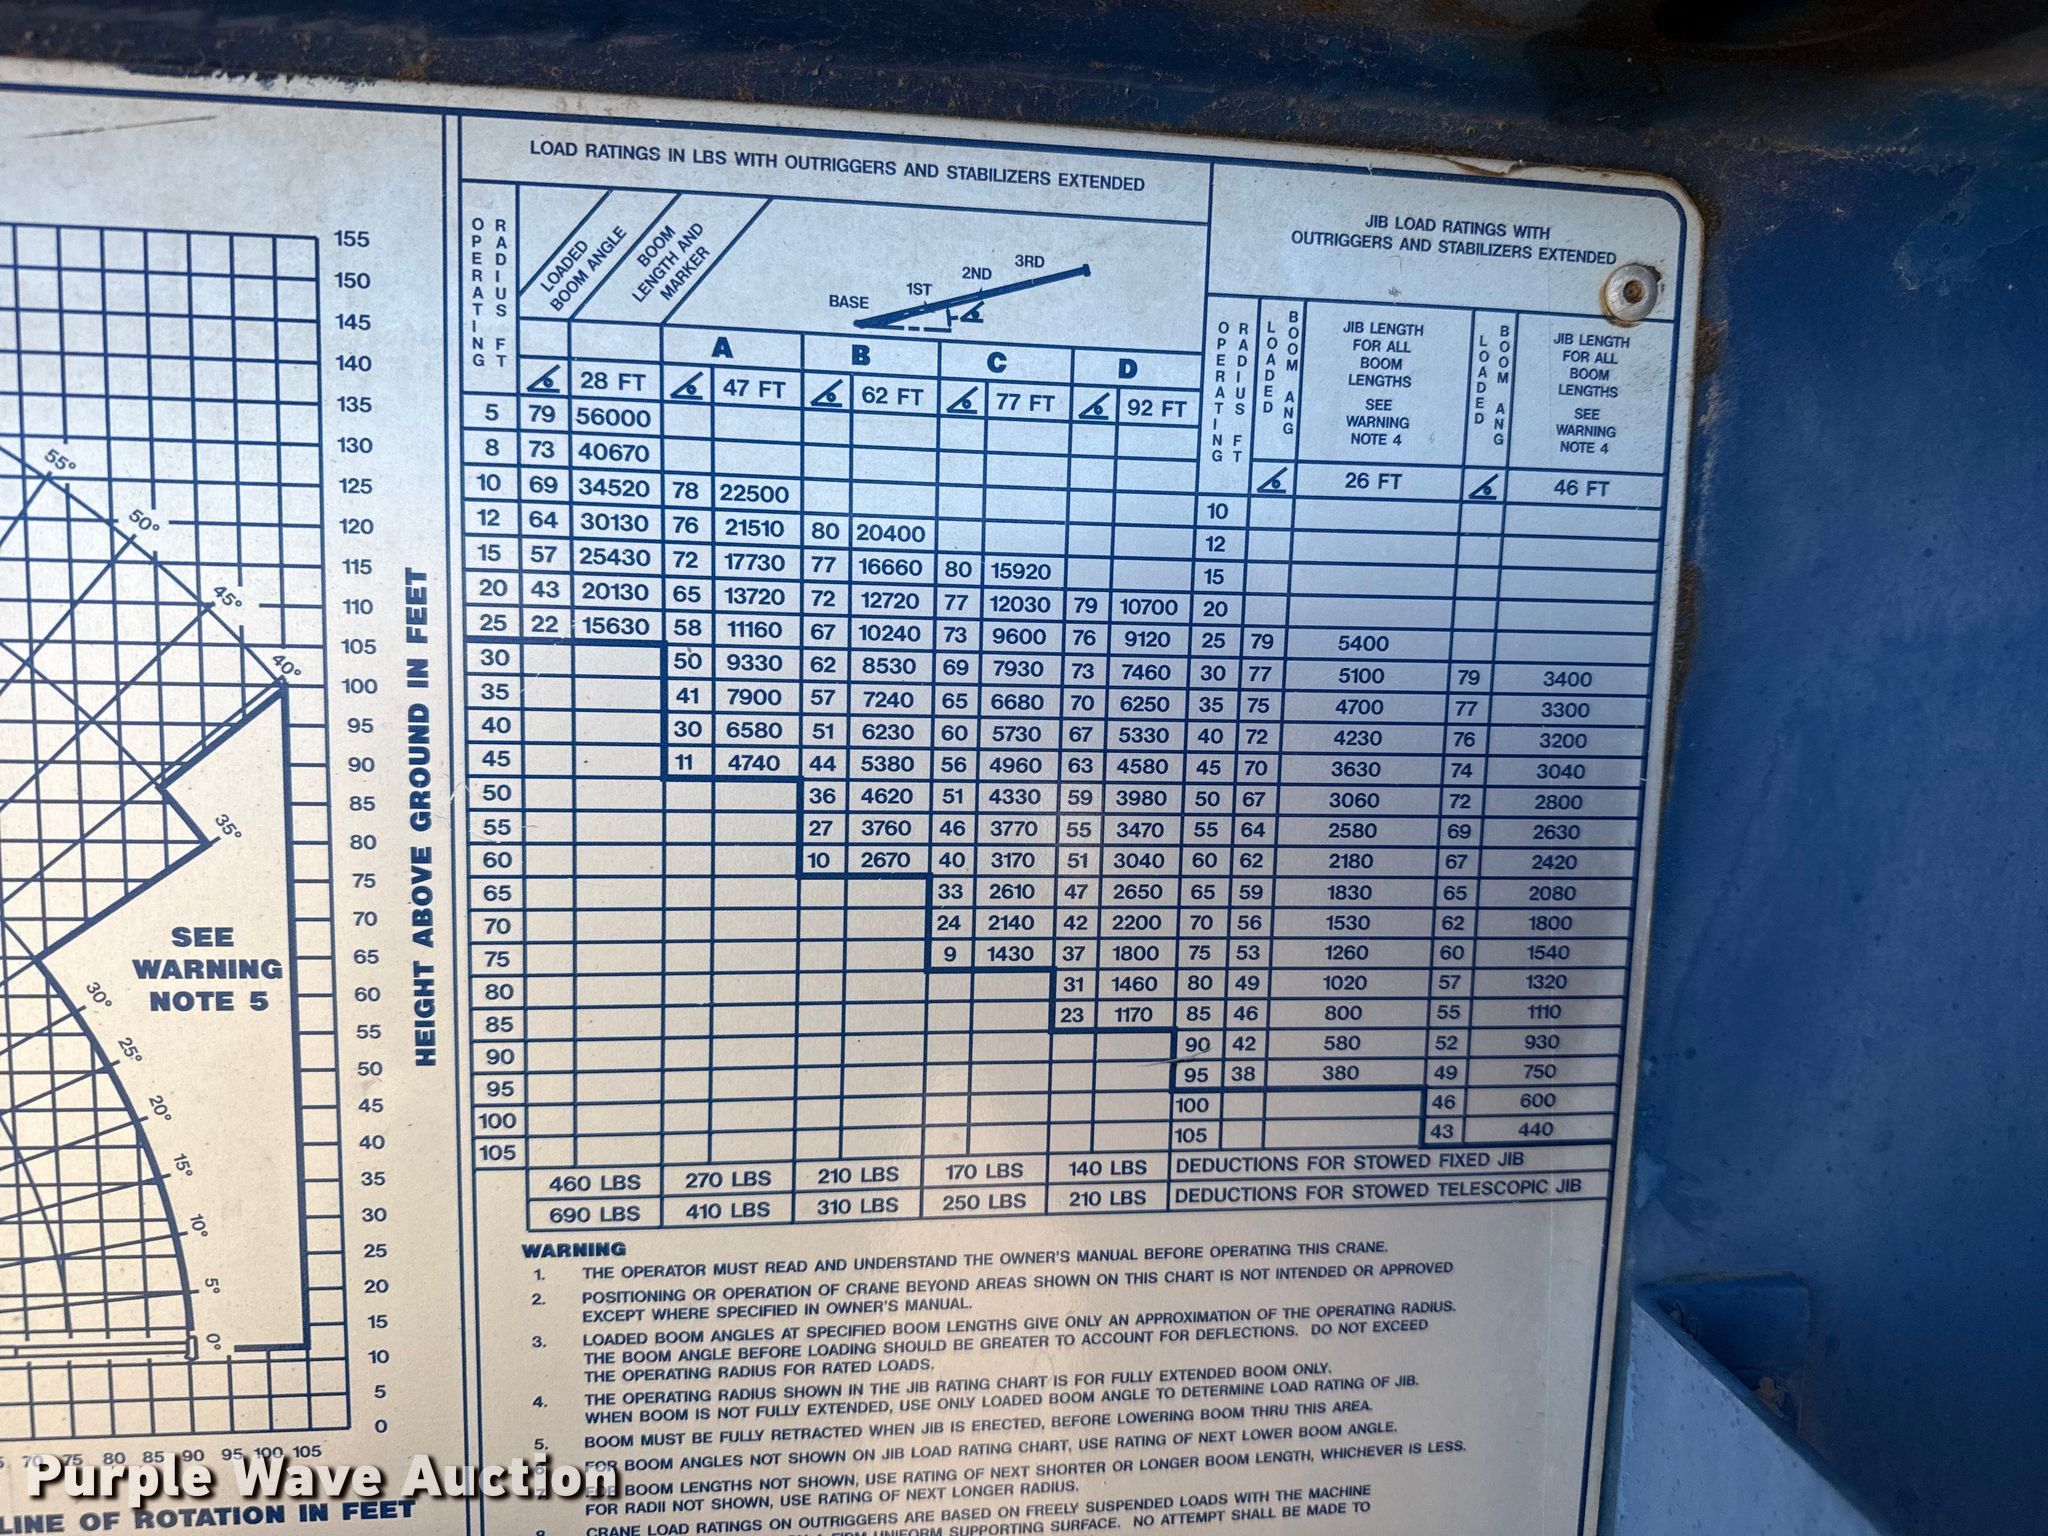 LOAD RATINGS IN LBS WITH OUTRIGGERS AND STABILIZERS EXTENDED
OPERATING RADIUS FT
LOADED BOOM ANGLE
BOOM LENGTH AND MARKER
BASE 1ST 2ND 3RD
A B C D
28 FT 47 FT 62 FT 77 FT 92 FT
JIB LOAD RATINGS WITH
OUTRIGGERS AND STABILIZERS EXTENDED
OPERATING RADIUS FT
LOADED BOOM ANG
JIB LENGTH
FOR ALL
BOOM
LENGTHS
SEE
WARNING
NOTE 4
26 FT
LOADED BOOM ANG
JIB LENGTH
FOR ALL
BOOM
LENGTHS
SEE
WARNING
NOTE 4
46 FT
5 79 56000
8 73 40670
10 69 34520 78 22500 10
12 64 30130 76 21510 80 20400 12
15 57 25430 72 17730 77 16660 80 15920 15
20 43 20130 65 13720 72 12720 77 12030 79 10700 20
25 22 15630 58 11160 67 10240 73 9600 76 9120 25 79 5400
30 50 9330 62 8530 69 7930 73 7460 30 77 5100 79 3400
35 41 7900 57 7240 65 6680 70 6250 35 75 4700 77 3300
40 30 6580 51 6230 60 5730 67 5330 40 72 4230 76 3200
45 11 4740 44 5380 56 4960 63 4580 45 70 3630 74 3040
50 36 4620 51 4330 59 3980 50 67 3060 72 2800
55 27 3760 46 3770 55 3470 55 64 2580 69 2630
60 10 2670 40 3170 51 3040 60 62 2180 67 2420
65 33 2610 47 2650 65 59 1830 65 2080
70 24 2140 42 2200 70 56 1530 62 1800
75 9 1430 37 1800 75 53 1260 60 1540
80 31 1460 80 49 1020 57 1320
85 23 1170 85 46 800 55 1110
90 90 42 580 52 930
95 95 38 380 49 750
100 100 46 600
105 105 43 440
460 LBS 270 LBS 210 LBS 170 LBS 140 LBS DEDUCTIONS FOR STOWED FIXED JIB
690 LBS 410 LBS 310 LBS 250 LBS 210 LBS DEDUCTIONS FOR STOWED TELESCOPIC JIB
WARNING
1. THE OPERATOR MUST READ AND UNDERSTAND THE OWNER'S MANUAL BEFORE OPERATING THIS CRANE.
2. POSITIONING OR OPERATION OF CRANE BEYOND AREAS SHOWN ON THIS CHART IS NOT INTENDED OR APPROVED
EXCEPT WHERE SPECIFIED IN OWNER'S MANUAL.
3. LOADED BOOM ANGLES AT SPECIFIED BOOM LENGTHS GIVE ONLY AN APPROXIMATION OF THE OPERATING RADIUS.
THE BOOM ANGLE BEFORE LOADING SHOULD BE GREATER TO ACCOUNT FOR DEFLECTIONS. DO NOT EXCEED
THE OPERATING RADIUS FOR RATED LOADS.
4. THE OPERATING RADIUS SHOWN IN THE JIB RATING CHART IS FOR FULLY EXTENDED BOOM ONLY.
WHEN BOOM IS NOT FULLY EXTENDED, USE ONLY LOADED BOOM ANGLE TO DETERMINE LOAD RATING OF JIB.
5. BOOM MUST BE FULLY RETRACTED WHEN JIB IS ERECTED, BEFORE LOWERING BOOM THRU THIS AREA.
FOR BOOM ANGLES NOT SHOWN ON JIB LOAD RATING CHART, USE RATING OF NEXT LOWER BOOM ANGLE.
BOOM LENGTHS NOT SHOWN, USE RATING OF NEXT SHORTER OR LONGER BOOM LENGTH, WHICHEVER IS LESS.
FOR RADII NOT SHOWN, USE RATING OF NEXT LONGER RADIUS.
CRANE LOAD RATINGS ON OUTRIGGERS ARE BASED ON FREELY SUSPENDED LOADS WITH THE MACHINE
UNIFORM SUPPORTING SURFACE. NO ATTEMPT SHALL BE MADE TO
155
150
145
140
135
130
125
120
115
110
105
100
95
90
85
80
75
70
65
60
55
50
45
40
35
30
25
20
15
10
5
0
HEIGHT ABOVE GROUND IN FEET
55°
50°
45°
40°
35°
30°
25°
20°
15°
10°
5°
0°
SEE
WARNING
NOTE 5
70 75 80 85 90 95 100 105
LINE OF ROTATION IN FEET
Purple Wave Auction